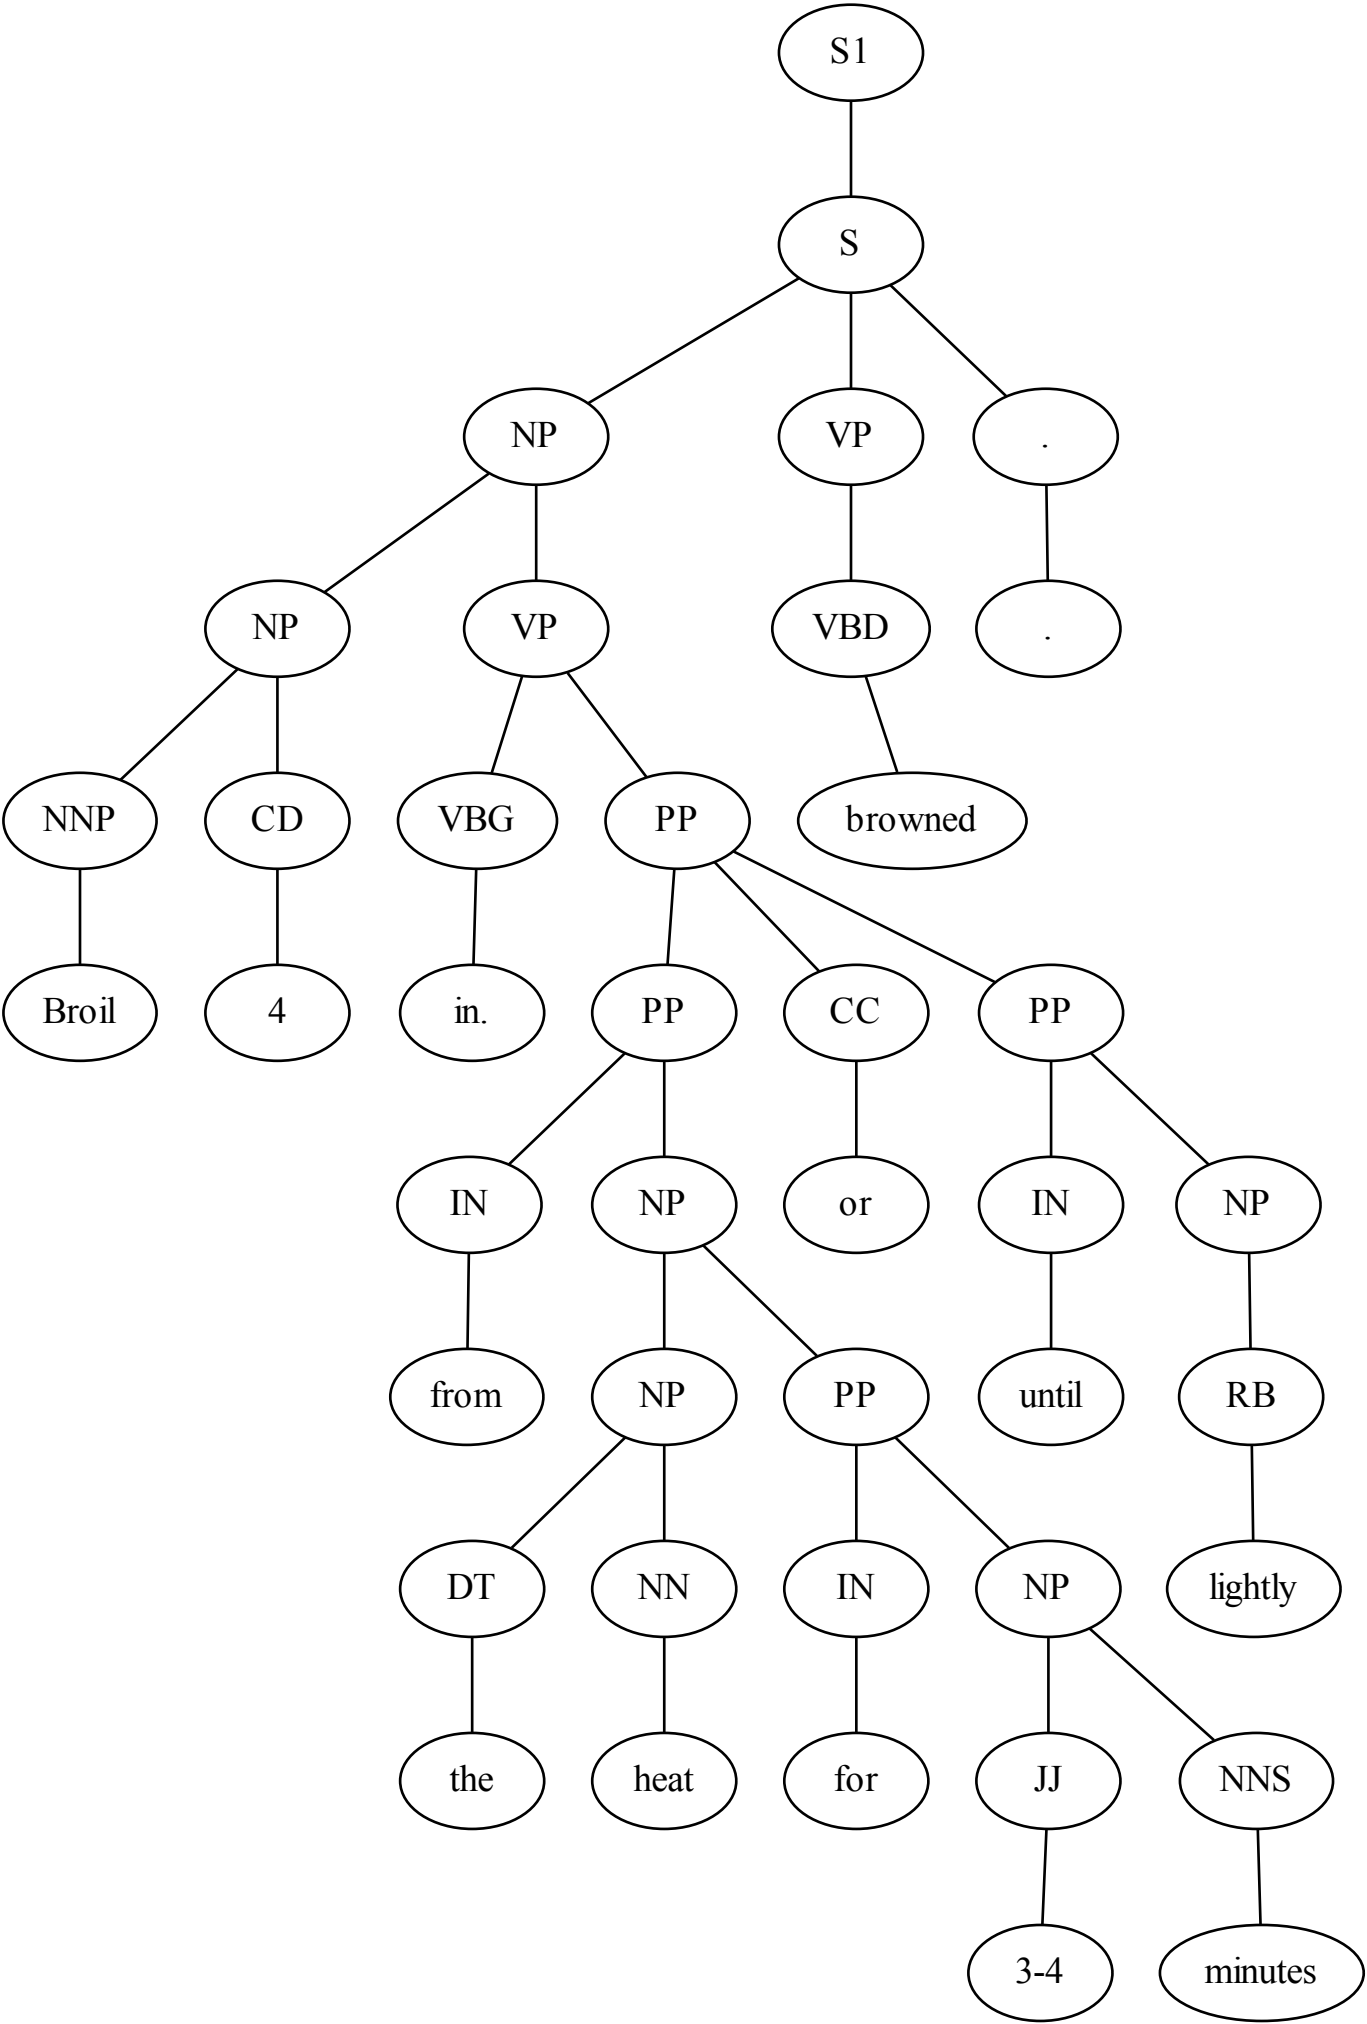 S1
S
NP VP .
NP VP VBD .
NNP CD VBG PP browned
Broil 4 in. PP CC PP
IN NP or IN NP
from NP PP until RB
DT NN IN NP lightly
the heat for JJ NNS
3-4 minutes